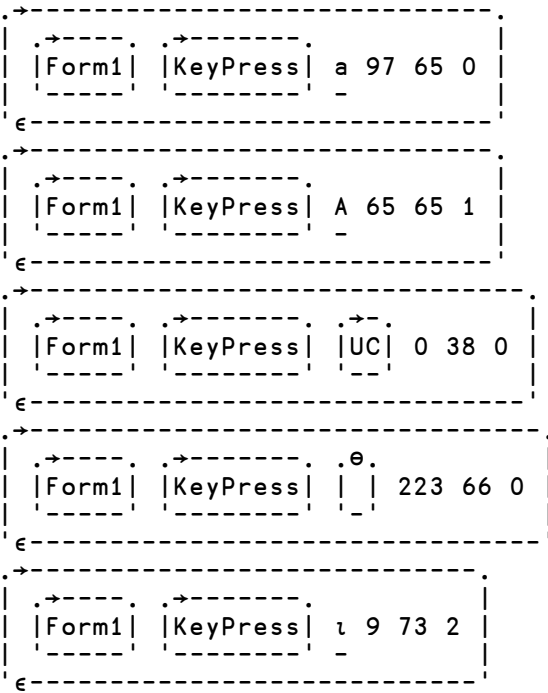 .→------------------------------.
|  .→----.  .→-------.            |
|  |Form1|  |KeyPress|  a 97 65 0 |
|  '-----'  '--------'  -         |
'∊------------------------------'
.→------------------------------.
|  .→----.  .→-------.            |
|  |Form1|  |KeyPress|  A 65 65 1 |
|  '-----'  '--------'  -         |
'∊------------------------------'
.→--------------------------------.
|  .→----.  .→-------.  .→-.        |
|  |Form1|  |KeyPress|  |UC| 0 38 0 |
|  '-----'  '--------'  '--'        |
'∊--------------------------------'
.→---------------------------------.
|  .→----.  .→-------.  .⊖.          |
|  |Form1|  |KeyPress|  | | 223 66 0 |
|  '-----'  '--------'  '-'          |
'∊---------------------------------'
.→-----------------------------.
|  .→----.  .→-------.           |
|  |Form1|  |KeyPress|  ⍳ 9 73 2 |
|  '-----'  '--------'  -        |
'∊-----------------------------'